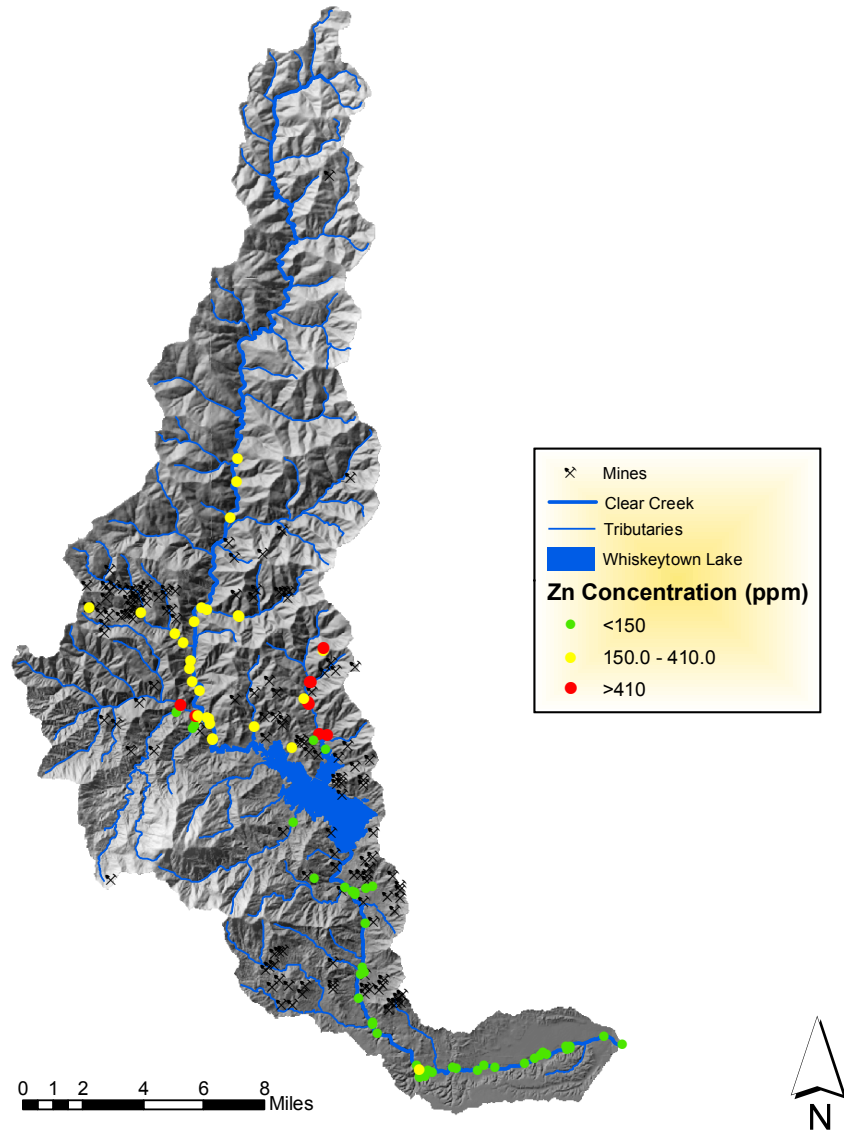 Mines
Clear Creek
Tributaries
Whiskeytown Lake
Zn Concentration (ppm)
<150
150.0 - 410.0
>410
0 1 2 4 6 8
Miles
N